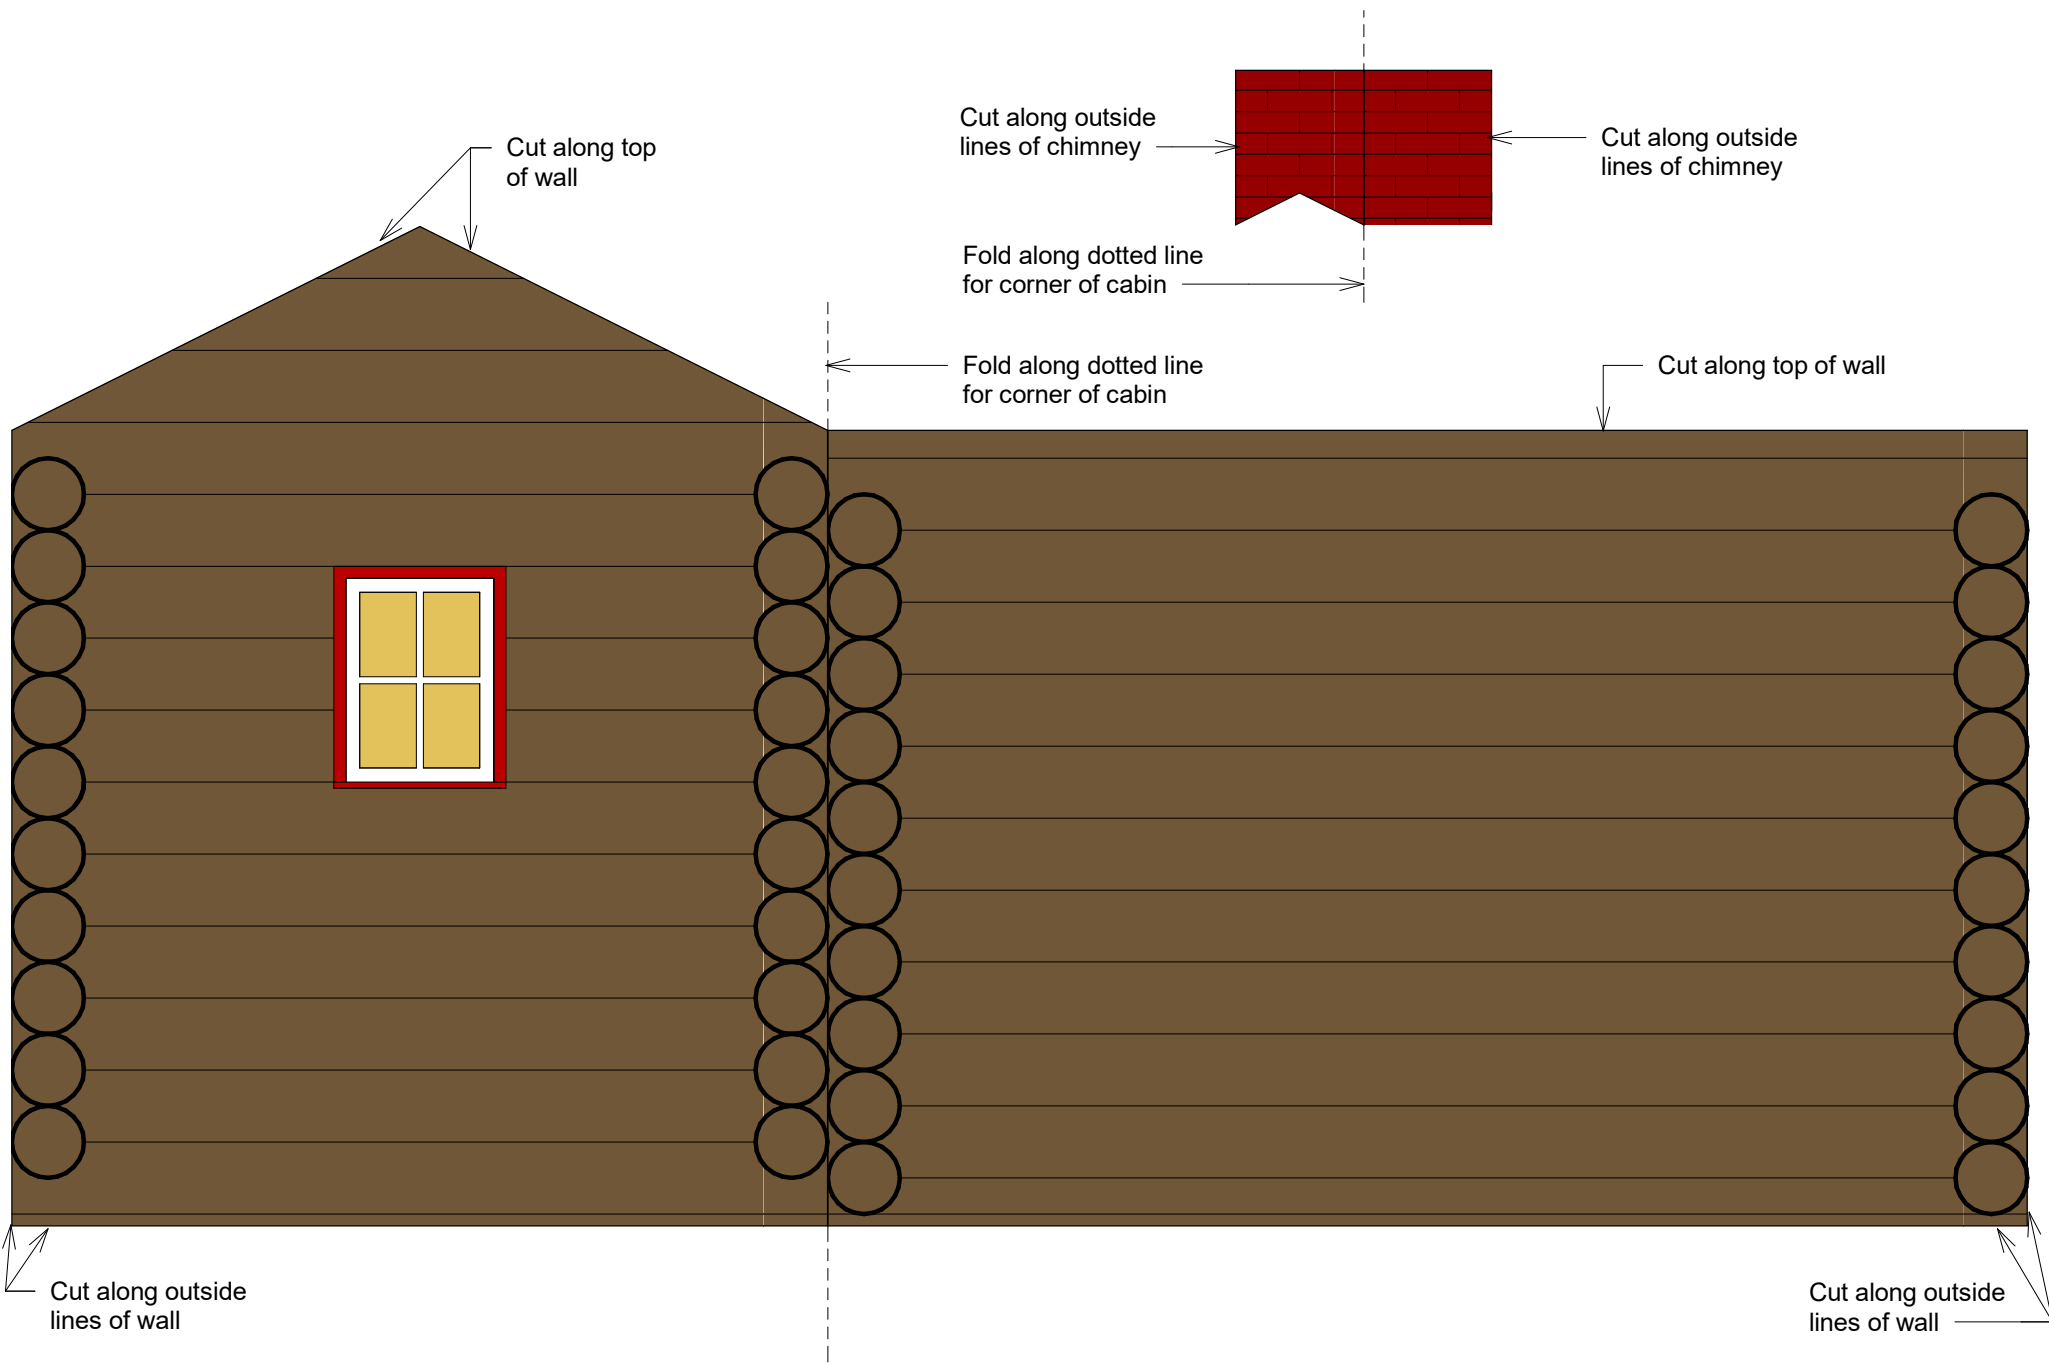 Cut along top
of wall
Cut along outside
lines of chimney
Cut along outside
lines of chimney
Fold along dotted line
for corner of cabin
Fold along dotted line
for corner of cabin
Cut along top of wall
Cut along outside
lines of wall
Cut along outside
lines of wall